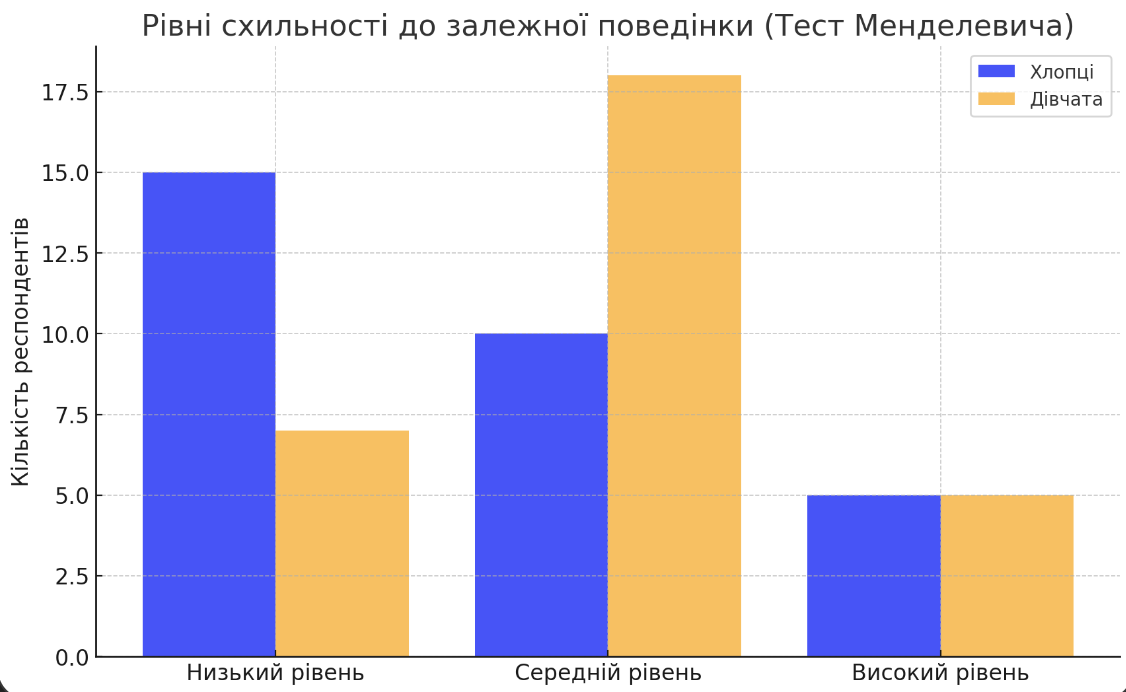 Рівні схильності до залежної поведінки (Тест Менделевича)
Хлопці
Дівчата
Кількість респондентів
17.5
15.0
12.5
10.0
7.5
5.0
2.5
0.0
Низький рівень
Середній рівень
Високий рівень